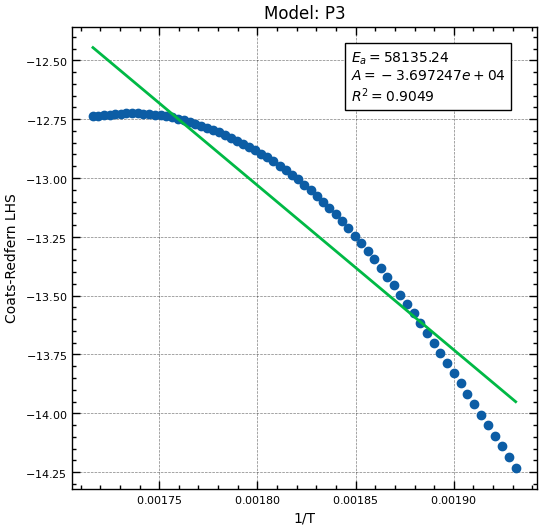 Model: P3
E_a = 58135.24
A = −3.697247e + 04
R² = 0.9049
Coats-Redfern LHS
−12.50
−12.75
−13.00
−13.25
−13.50
−13.75
−14.00
−14.25
0.00175 0.00180 0.00185 0.00190
1/T